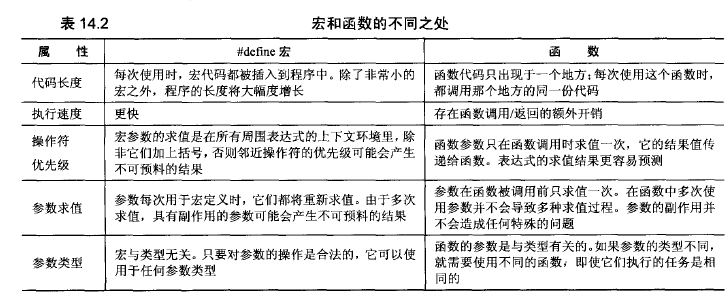 表 14.2 宏和函数的不同之处
属 性 #define 宏 函 数
代码长度
每次使用时，宏代码都被插入到程序中。除了非常小的
宏之外，程序的长度将大幅度增长
函数代码只出现于一个地方；每次使用这个函数时，
都调用那个地方的同一份代码
执行速度 更快 存在函数调用/返回的额外开销
操作符
优先级
宏参数的求值是在所有周围表达式的上下文环境里，除
非它们加上括号，否则邻近操作符的优先级可能会产生
不可预料的结果
函数参数只在函数调用时求值一次，它的结果值传
递给函数。表达式的求值结果更容易预测
参数求值
参数每次用于宏定义时，它们都将重新求值。由于多次
求值，具有副作用的参数可能会产生不可预料的结果
参数在函数被调用前只求值一次。在函数中多次使
用参数并不会导致多种求值过程。参数的副作用并
不会造成任何特殊的问题
参数类型
宏与类型无关。只要对参数的操作是合法的，它可以使
用于任何参数类型
函数的参数是与类型有关的。如果参数的类型不同，
就需要使用不同的函数，即使它们执行的任务是相
同的